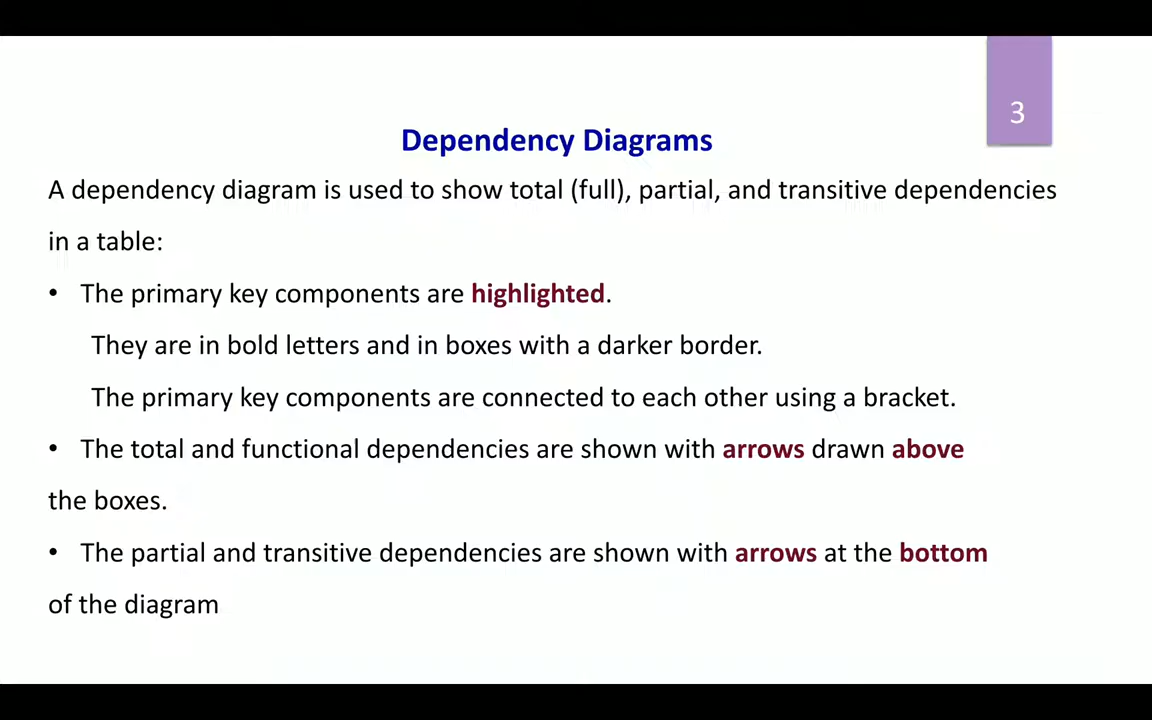 3
Dependency Diagrams
A dependency diagram is used to show total (full), partial, and transitive dependencies
in a table:
• The primary key components are highlighted.
They are in bold letters and in boxes with a darker border.
The primary key components are connected to each other using a bracket.
• The total and functional dependencies are shown with arrows drawn above
the boxes.
• The partial and transitive dependencies are shown with arrows at the bottom
of the diagram